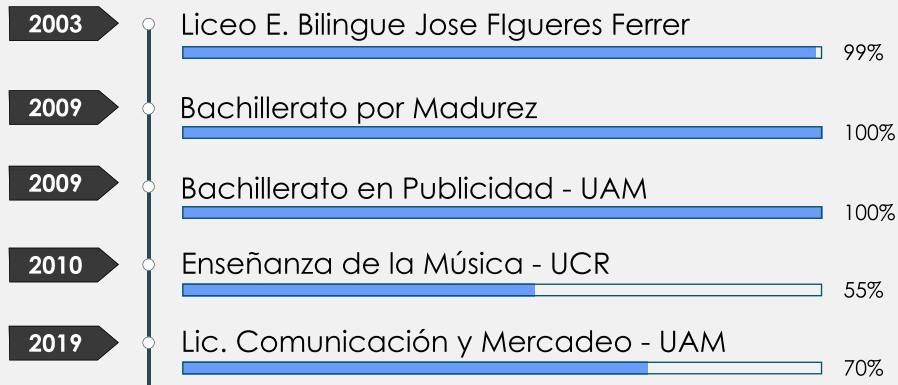 2003 Liceo E. Bilingue Jose FIgueres Ferrer
99%
2009 Bachillerato por Madurez
100%
2009 Bachillerato en Publicidad - UAM
100%
2010 Enseñanza de la Música - UCR
55%
2019 Lic. Comunicación y Mercadeo - UAM
70%